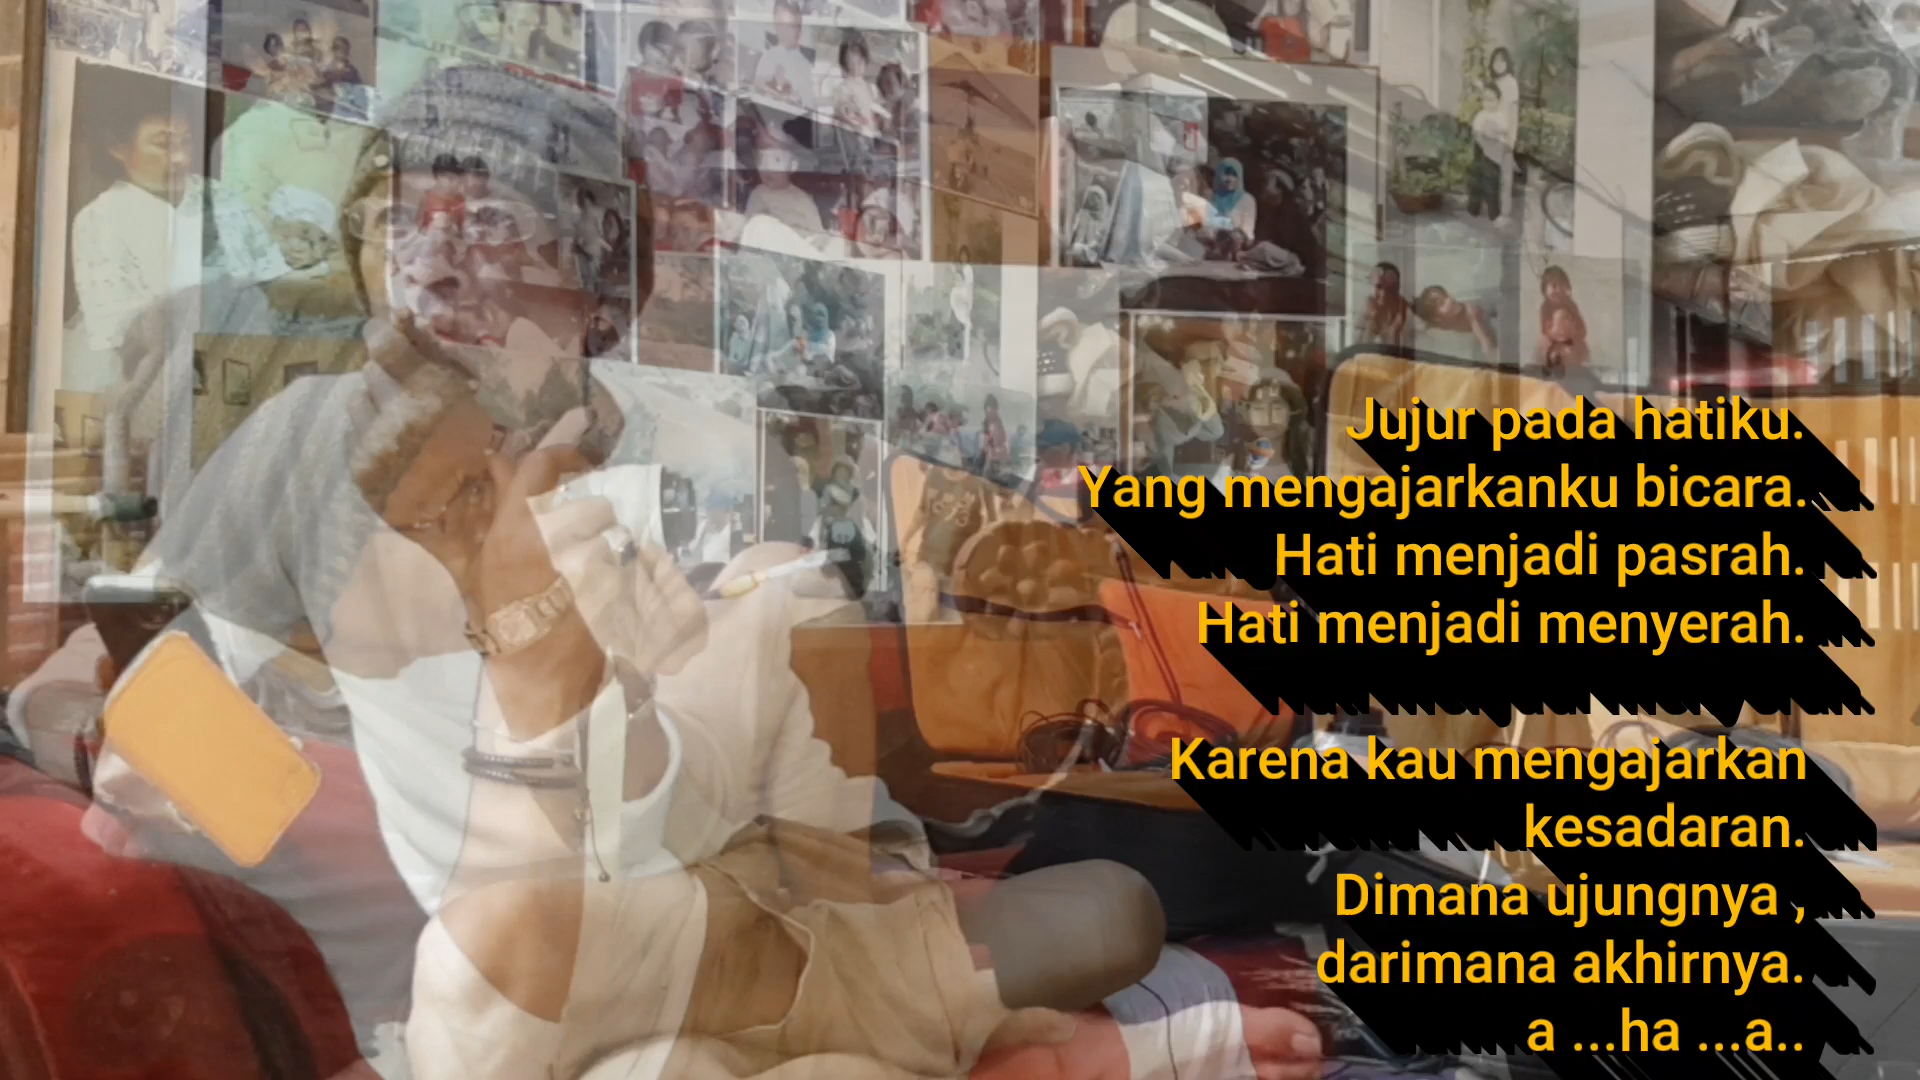 Jujur pada hatiku.
Yang mengajarkanku bicara.
Hati menjadi pasrah.
Hati menjadi menyerah.
Karena kau mengajarkan
kesadaran.
Dimana ujungnya ,
darimana akhirnya.
a ...ha ...a..